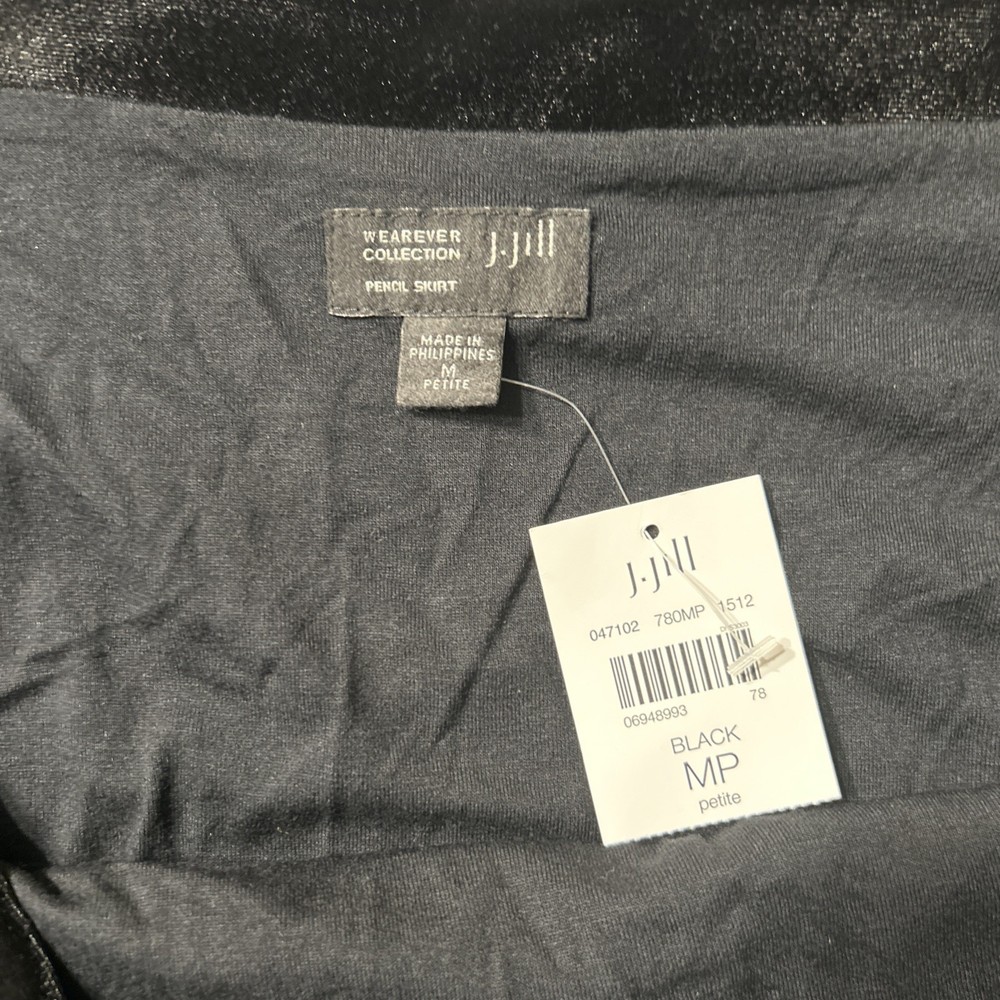 WEAREVER
COLLECTION
J.Jill
PENCIL SKIRT
MADE IN
PHILIPPINES
M
PETITE
J.Jill
047102 780MP 1512
06948993
78
BLACK
MP
petite